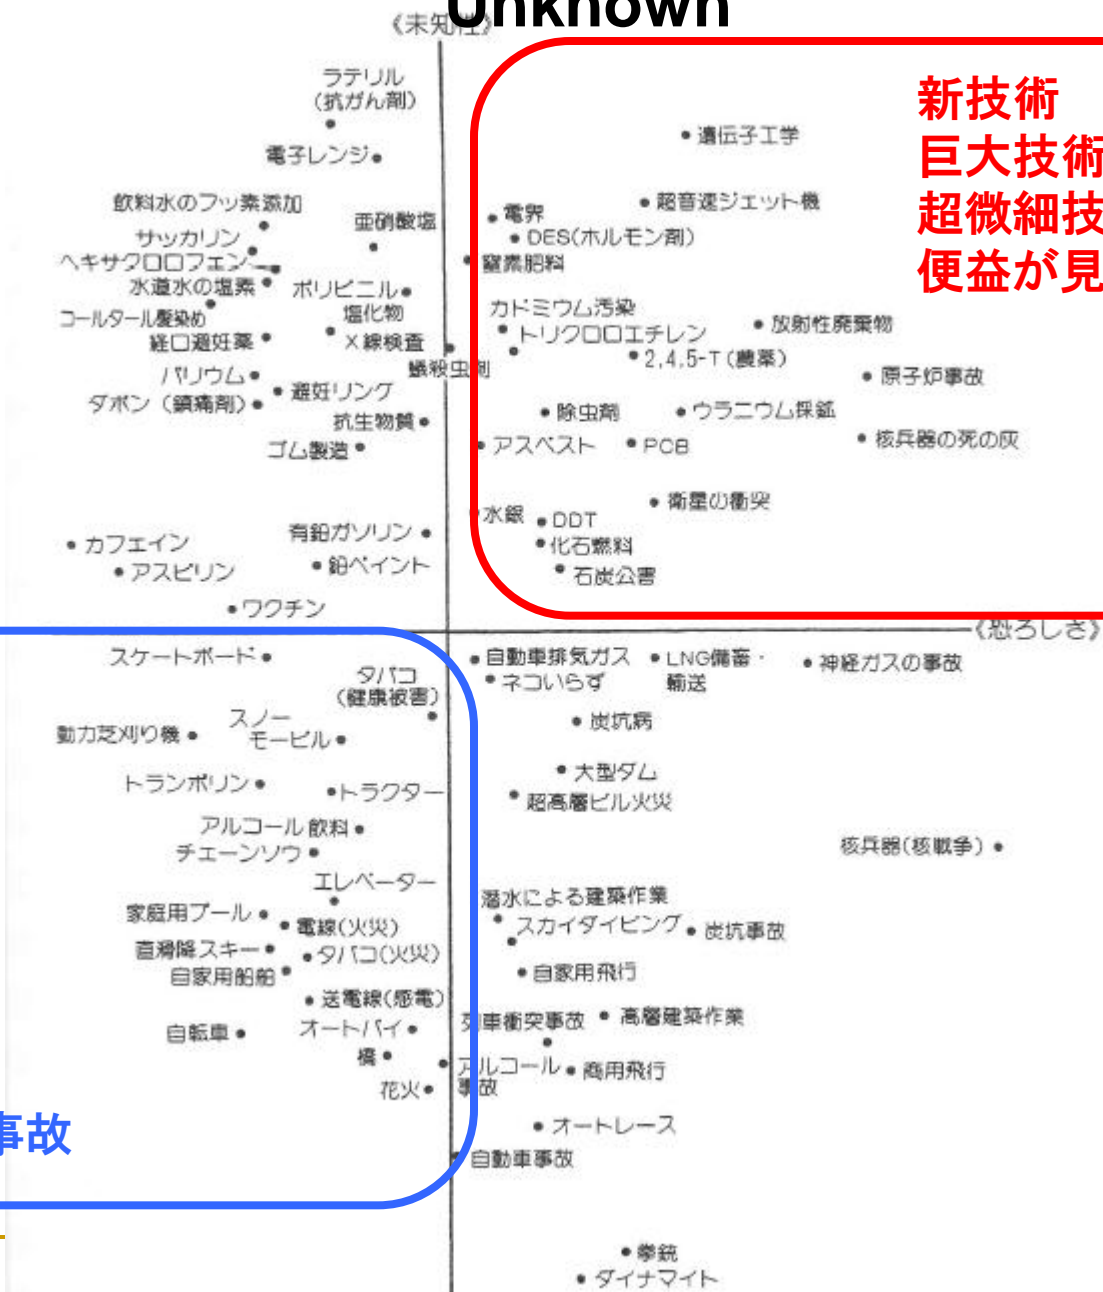 Unknown
《未知性》
新技術
巨大技術
超微細技
便益が見
ラテリル
(抗がん剤)
電子レンジ
遺伝子工学
飲料水のフッ素添加
亜硝酸塩
電界
超音速ジェット機
サッカリン
DES(ホルモン剤)
ヘキサクロロフェン
窒素肥料
水道水の塩素
ポリビニル
塩化物
カドミウム汚染
コールタール髪染め
トリクロロエチレン
放射性廃棄物
経口避妊薬
X線検査
2,4,5-T(農薬)
蟻殺虫剤
バリウム
原子炉事故
避妊リング
ダボン(鎮痛剤)
除虫剤
ウラニウム採鉱
抗生物質
ゴム製造
アスベスト
PCB
核兵器の死の灰
衛星の衝突
水銀
DDT
有鉛ガソリン
カフェイン
化石燃料
アスピリン
鉛ペイント
石炭公害
ワクチン
《恐ろしさ》
スケートボード
自動車排気ガス
LNG備蓄・
輸送
神経ガスの事故
タバコ
(健康被害)
ネコいらず
スノー
モービル
動力芝刈り機
炭坑病
トランポリン
トラクター
大型ダム
超高層ビル火災
アルコール飲料
チェーンソウ
核兵器(核戦争)
エレベーター
潜水による建築作業
家庭用プール
電線(火災)
スカイダイビング
炭坑事故
直滑降スキー
タバコ(火災)
自家用船舶
自家用飛行
送電線(感電)
自転車
オートバイ
列車衝突事故
高層建築作業
橋
アルコール
事故
商用飛行
花火
事故
オートレース
自動車事故
拳銃
ダイナマイト